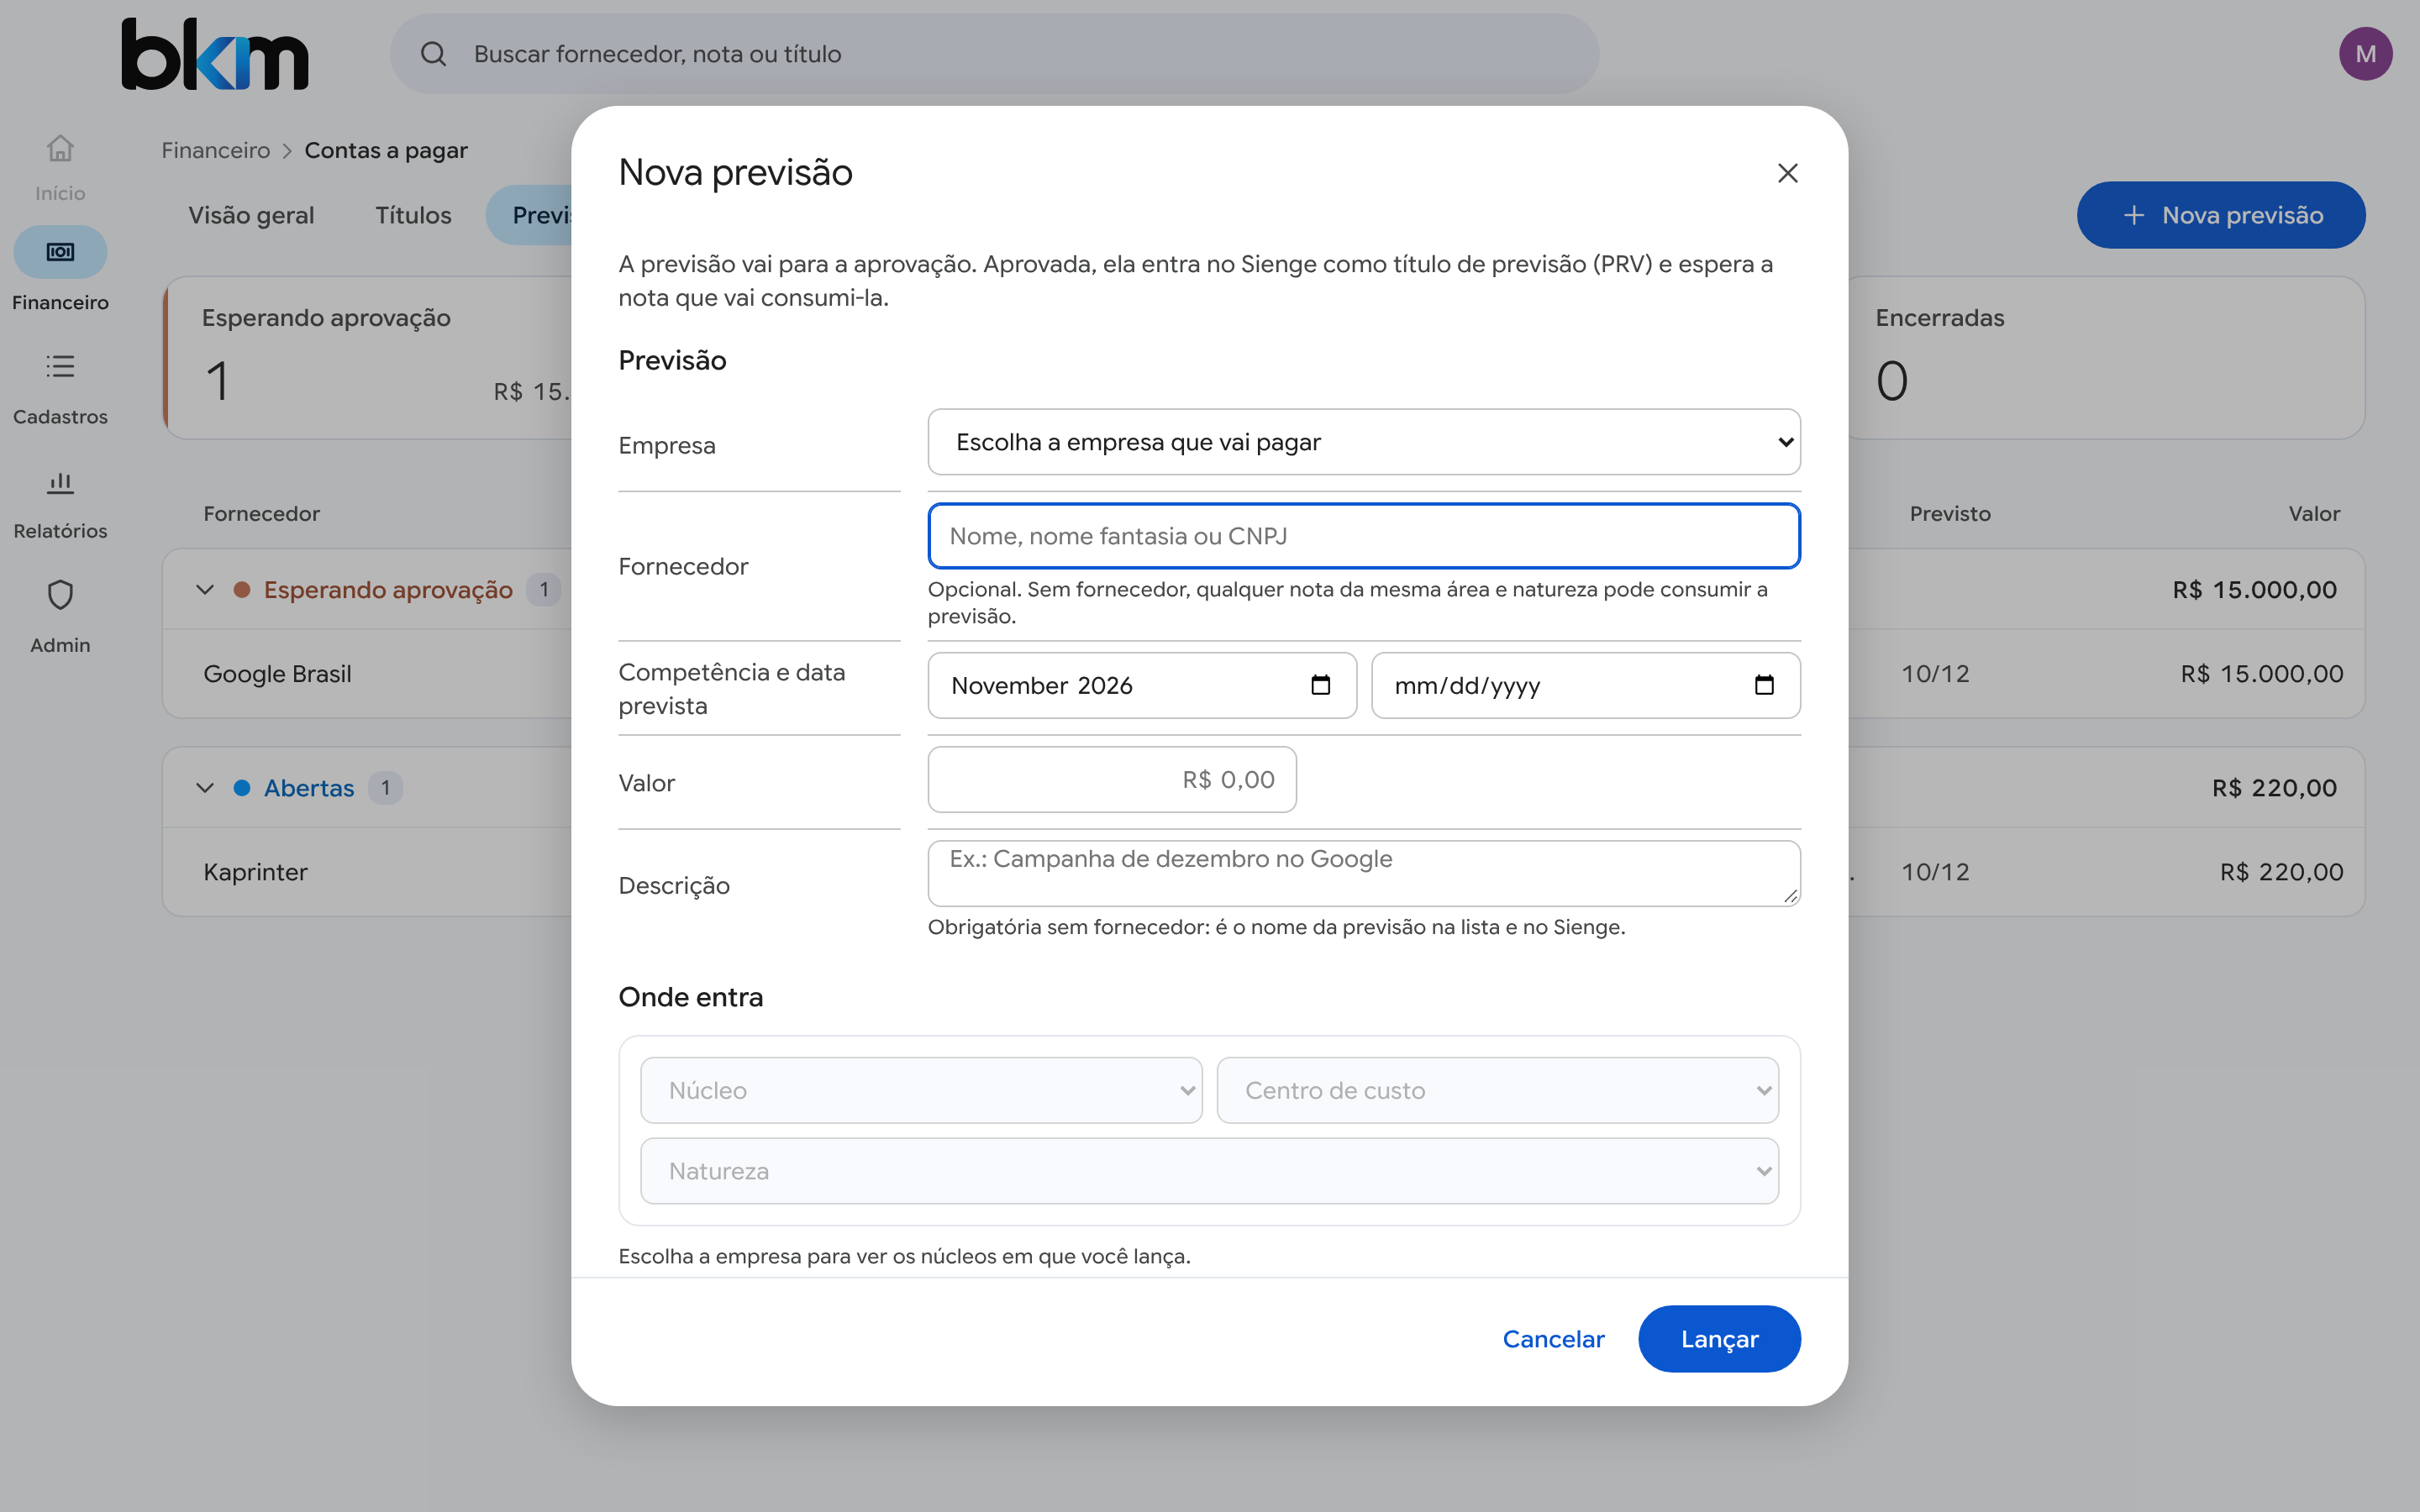 bkm
Buscar fornecedor, nota ou título
M
Início
Financeiro
Cadastros
Relatórios
Admin
Financeiro > Contas a pagar
Visão geral
Títulos
+ Nova previsão
Esperando aprovação
1
Encerradas
0
Fornecedor
Previsto
Valor
Esperando aprovação 1
R$ 15.000,00
Google Brasil
10/12
R$ 15.000,00
Abertas 1
R$ 220,00
Kaprinter
10/12
R$ 220,00
Nova previsão
A previsão vai para a aprovação. Aprovada, ela entra no Sienge como título de previsão (PRV) e espera a
nota que vai consumi-la.
Previsão
Empresa
Escolha a empresa que vai pagar
Fornecedor
Nome, nome fantasia ou CNPJ
Opcional. Sem fornecedor, qualquer nota da mesma área e natureza pode consumir a
previsão.
Competência e data
prevista
November 2026
mm/dd/yyyy
Valor
R$ 0,00
Descrição
Ex.: Campanha de dezembro no Google
Obrigatória sem fornecedor: é o nome da previsão na lista e no Sienge.
Onde entra
Núcleo
Centro de custo
Natureza
Escolha a empresa para ver os núcleos em que você lança.
Cancelar
Lançar